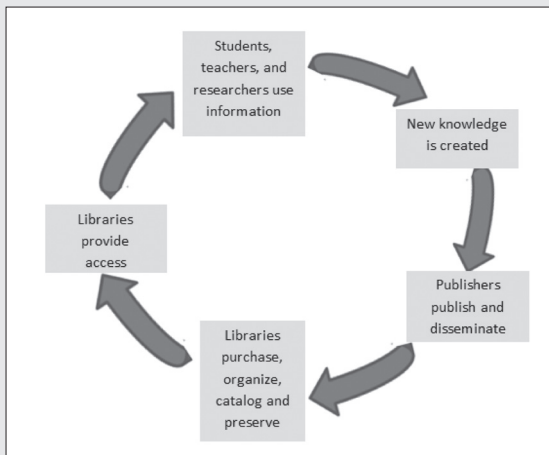 Students,
teachers, and
researchers use
information
New knowledge
is created
Publishers
publish and
disseminate
Libraries
purchase,
organize,
catalog and
preserve
Libraries
provide
access